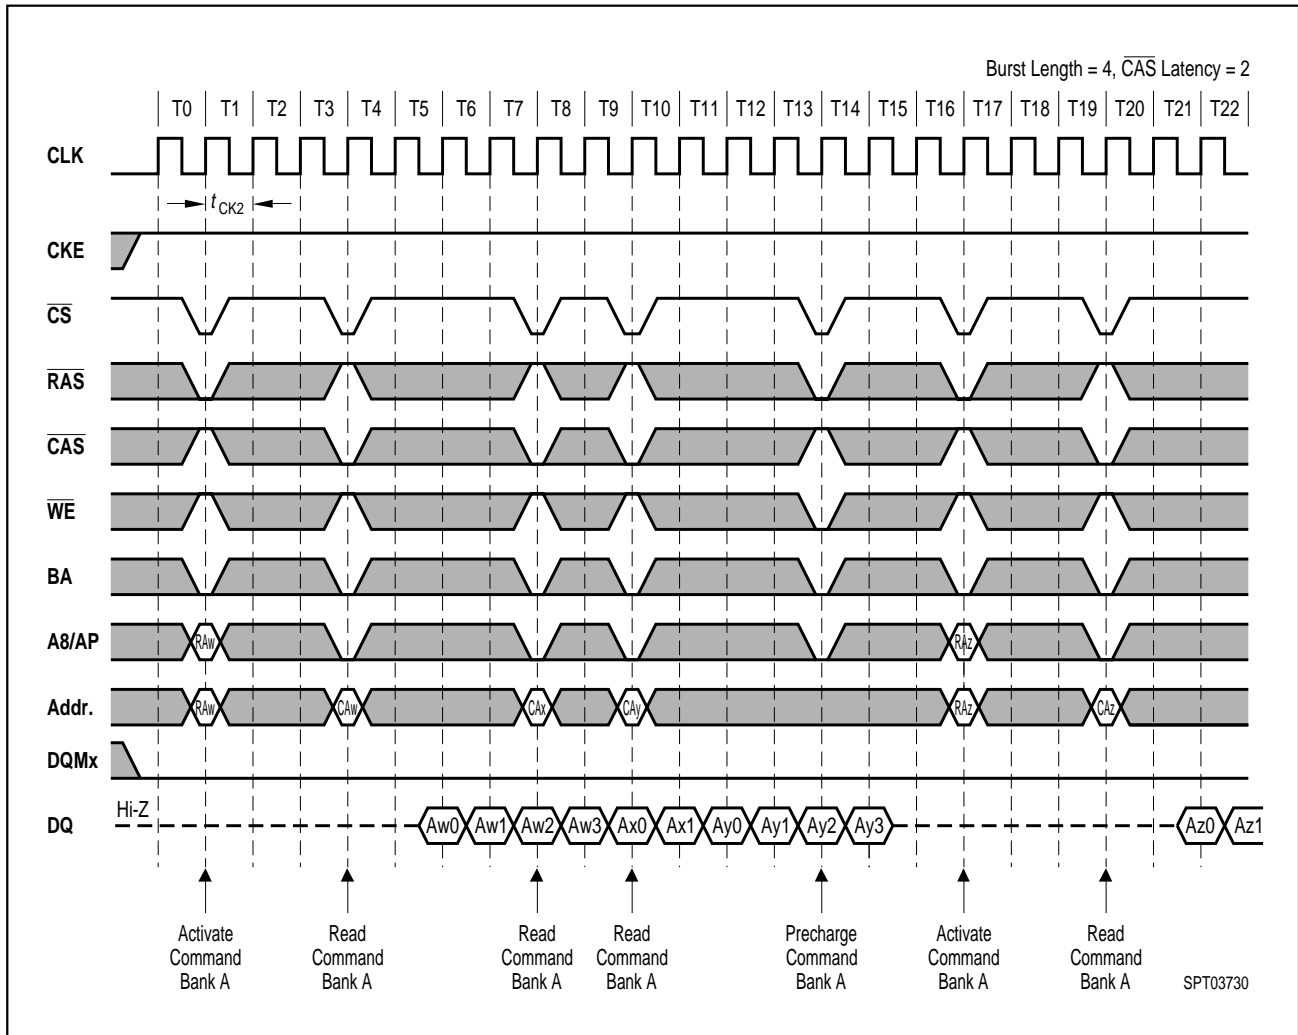 Burst Length = 4, CAS Latency = 2
T0 T1 T2 T3 T4 T5 T6 T7 T8 T9 T10 T11 T12 T13 T14 T15 T16 T17 T18 T19 T20 T21 T22
CLK
t CK2
CKE
CS
RAS
CAS
WE
BA
A8/AP RAw RAz
Addr. RAw CAw CAx CAy RAz CAz
DQMx
Hi-Z
DQ Aw0 Aw1 Aw2 Aw3 Ax0 Ax1 Ay0 Ay1 Ay2 Ay3 Az0 Az1
Activate Command Bank A
Read Command Bank A
Read Command Bank A
Read Command Bank A
Precharge Command Bank A
Activate Command Bank A
Read Command Bank A
SPT03730